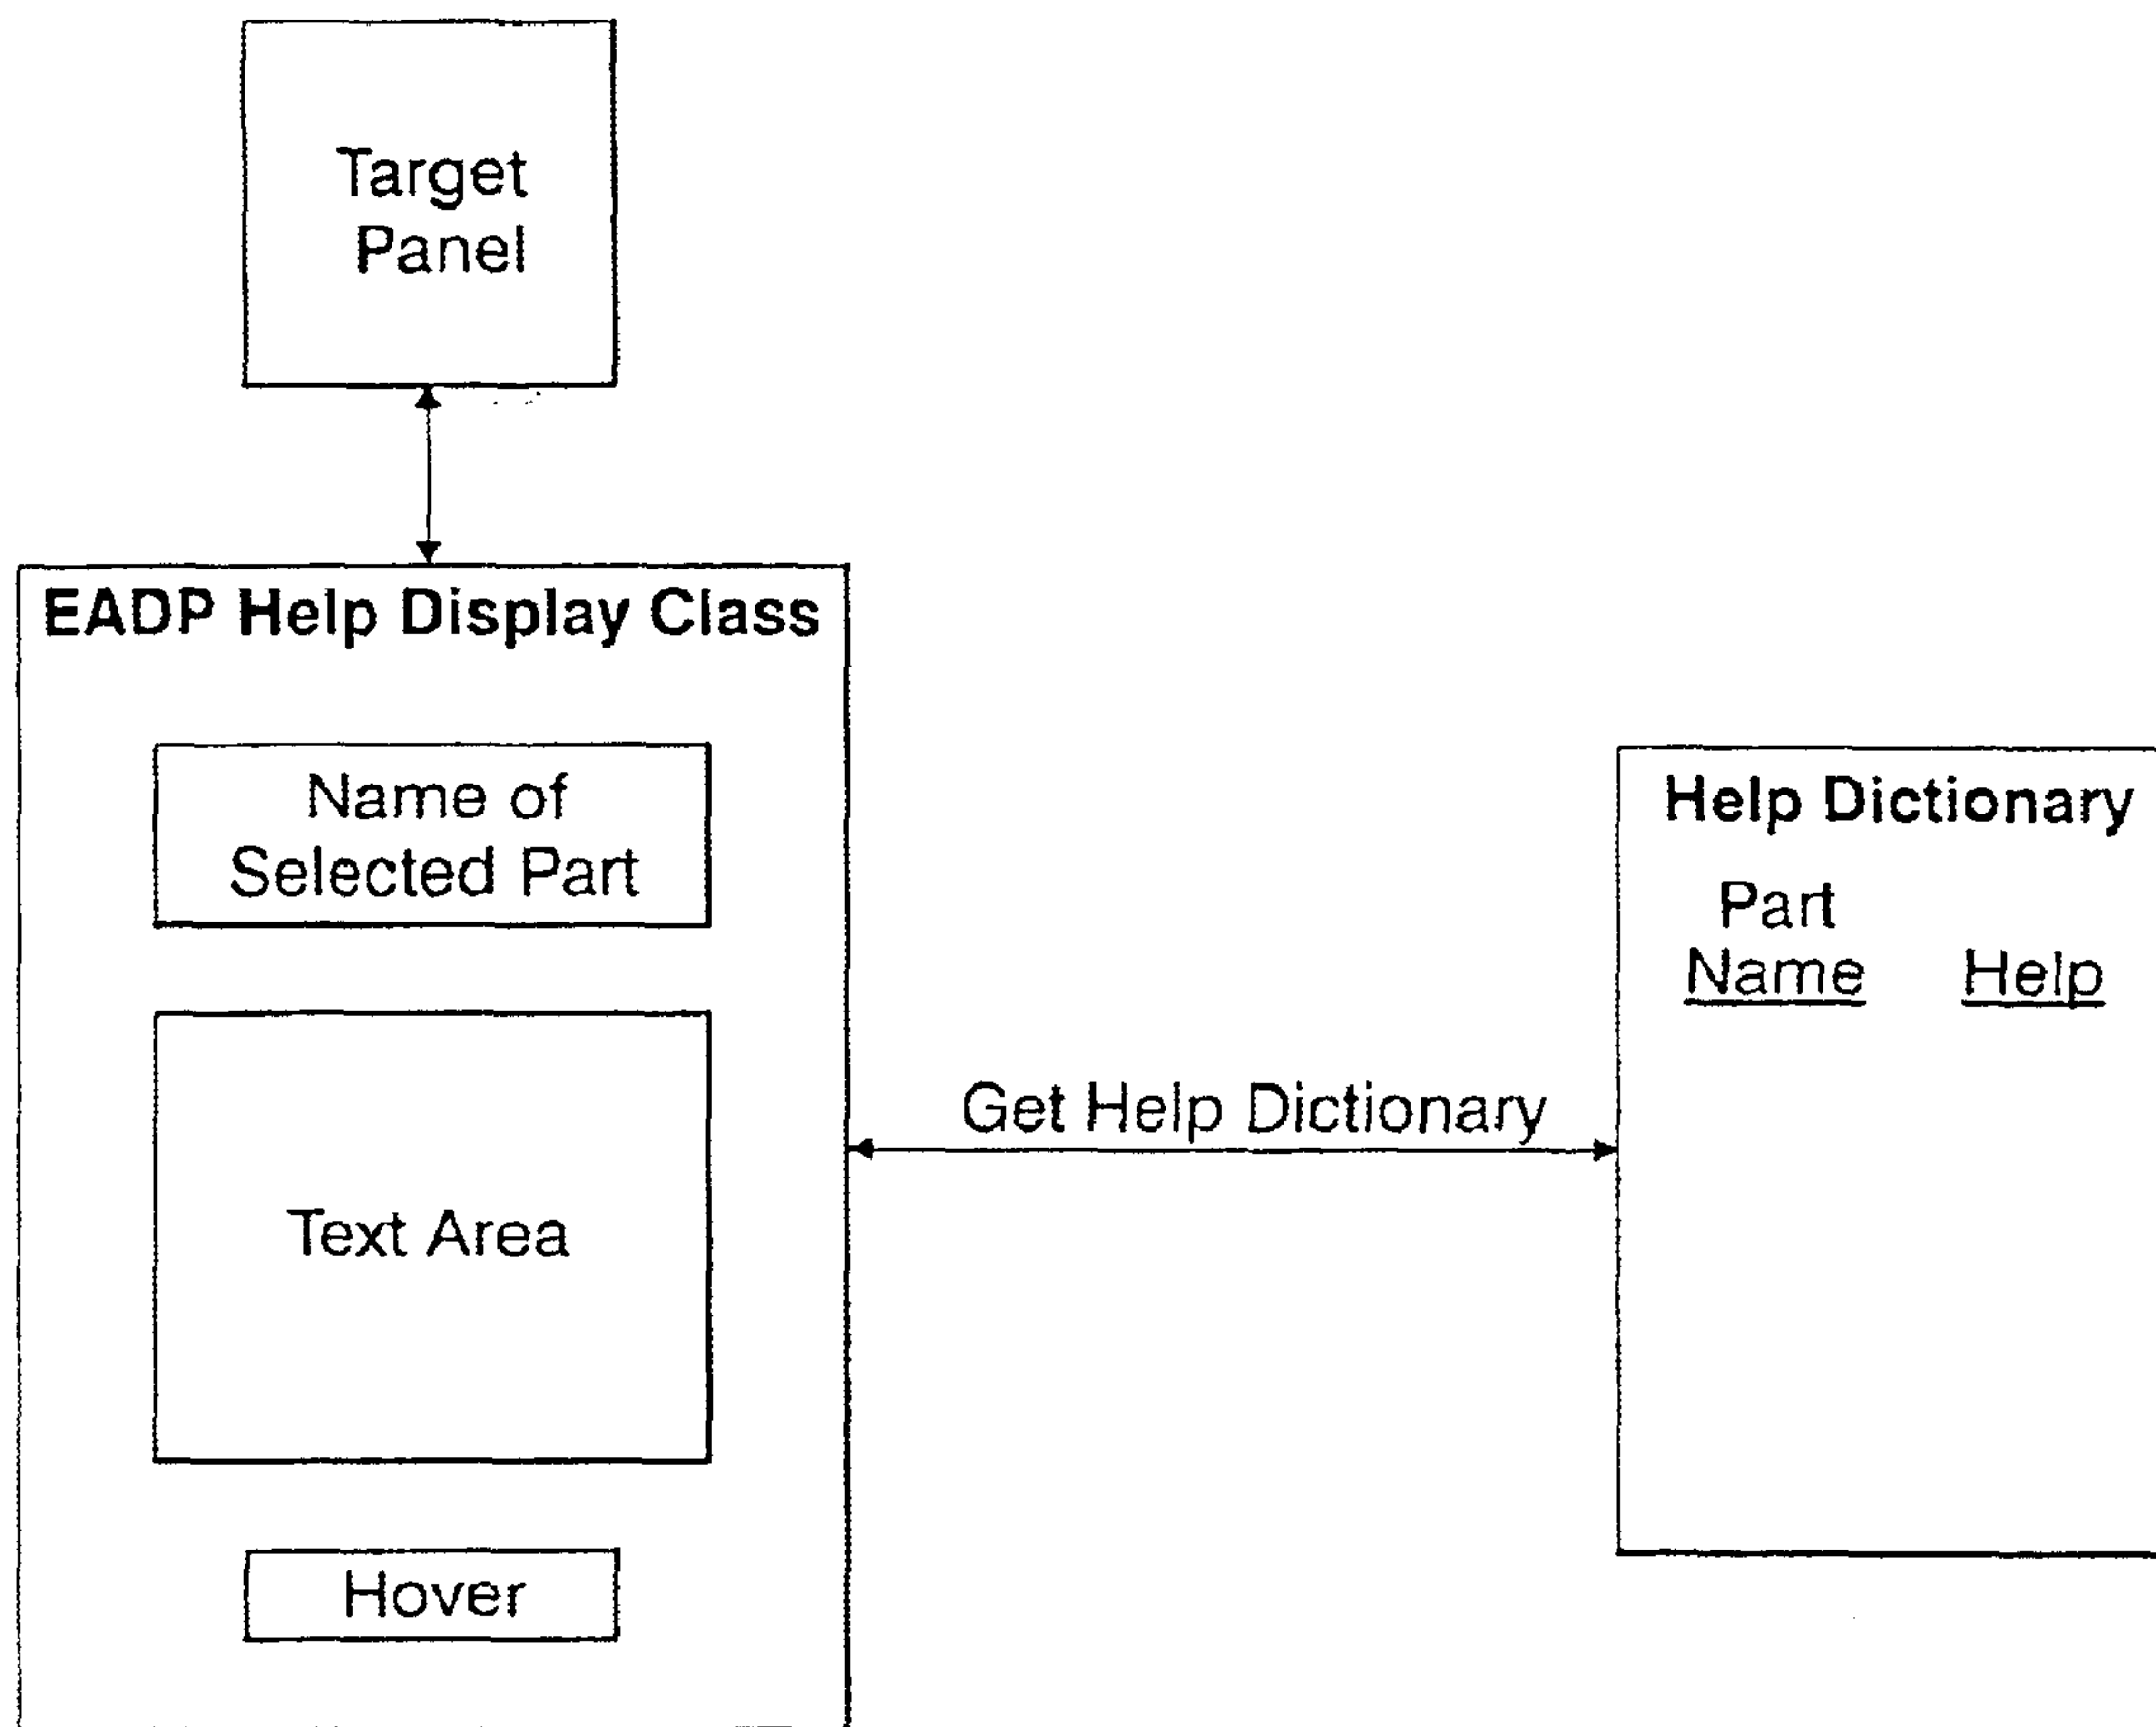 Target
Panel
EADP Help Display Class
Name of
Selected Part
Text Area
Hover
Get Help Dictionary
Help Dictionary
Part
Name Help